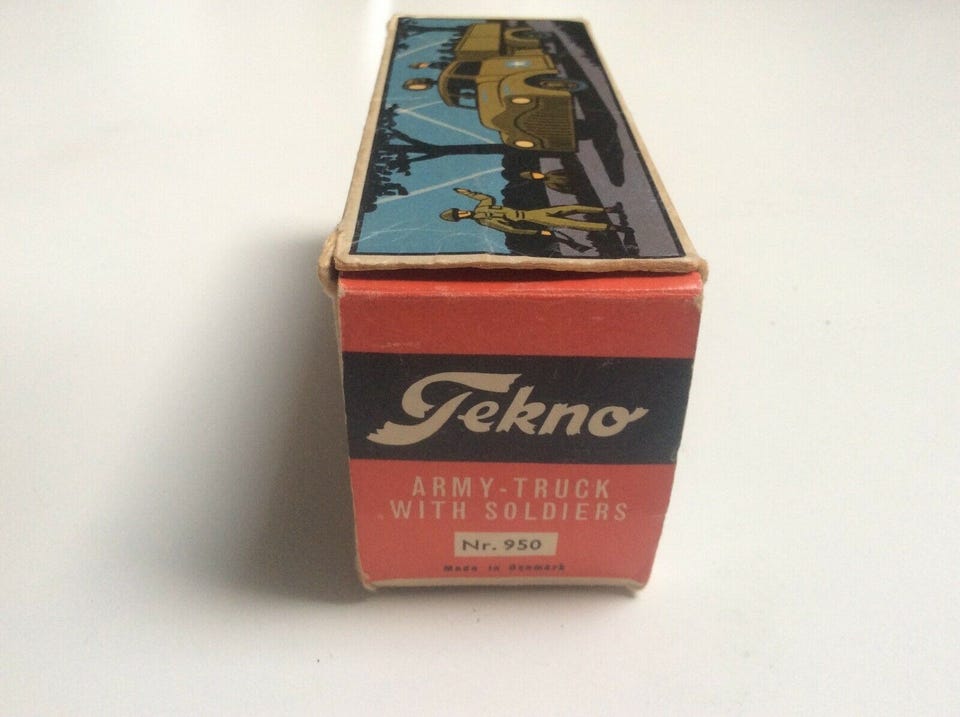 Tekno
ARMY-TRUCK
WITH SOLDIERS
Nr. 950
Made in denmark